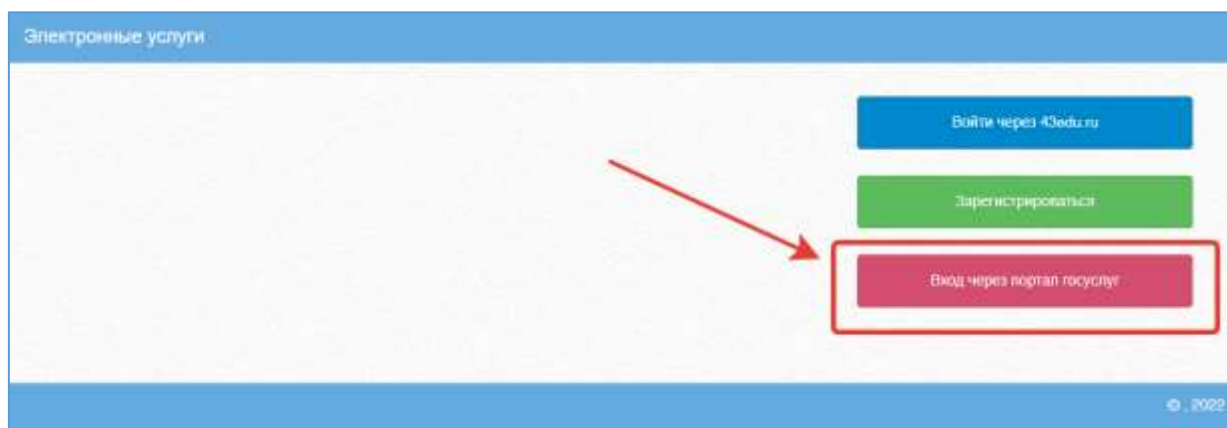 Электронные услуги
Войти через 43edu.ru
Зарегистрироваться
Вход через портал госуслуг
© , 2022